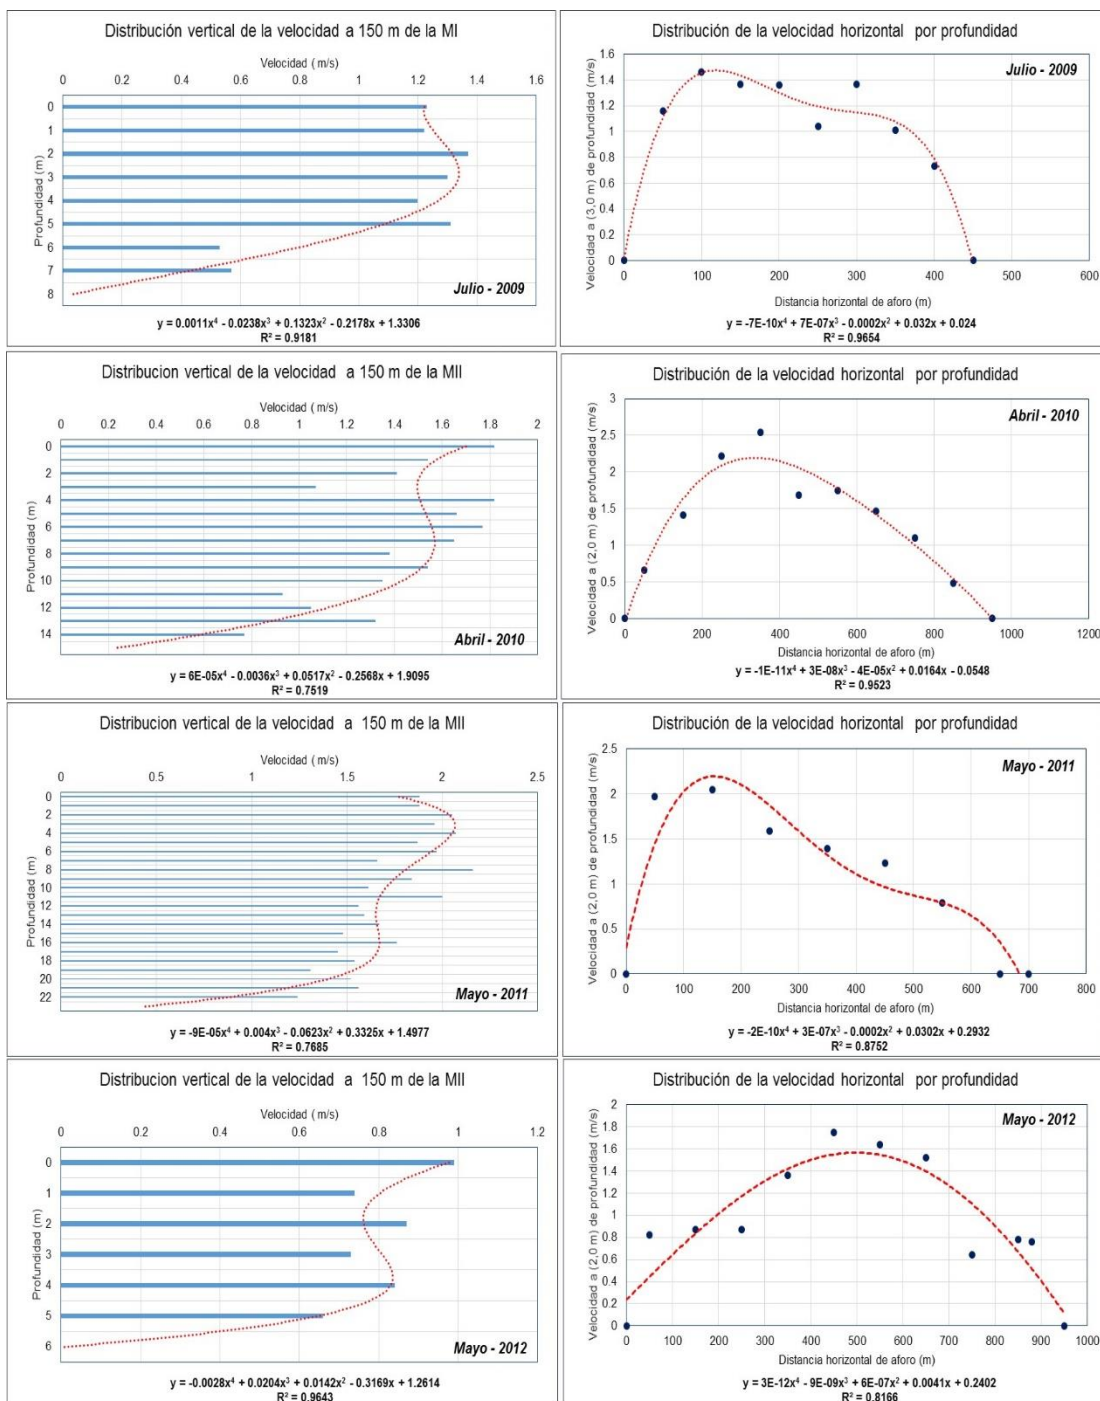 Distribución vertical de la velocidad a 150 m de la MI
Velocidad ( m/s)
0 0.2 0.4 0.6 0.8 1 1.2 1.4 1.6
Profundidad (m)
0
1
2
3
4
5
6
7
8
Julio - 2009
y = 0.0011x⁴ - 0.0238x³ + 0.1323x² - 0.2178x + 1.3306
R² = 0.9181
Distribución de la velocidad horizontal por profundidad
Velocidad a (3,0 m) de profundidad (m/s)
1.6
1.4
1.2
1
0.8
0.6
0.4
0.2
0
Julio - 2009
0 100 200 300 400 500 600
Distancia horizontal de aforo (m)
y = -7E-10x⁴ + 7E-07x³ - 0.0002x² + 0.032x + 0.024
R² = 0.9654
Distribucion vertical de la velocidad a 150 m de la MII
Velocidad ( m/s)
0 0.2 0.4 0.6 0.8 1 1.2 1.4 1.6 1.8 2
Profundidad (m)
0
2
4
6
8
10
12
14
Abril - 2010
y = 6E-05x⁴ - 0.0036x³ + 0.0517x² - 0.2568x + 1.9095
R² = 0.7519
Distribución de la velocidad horizontal por profundidad
Velocidad a (2,0 m) de profundidad (m/s)
3
2.5
2
1.5
1
0.5
0
Abril - 2010
0 200 400 600 800 1000 1200
Distancia horizontal de aforo (m)
y = -1E-11x⁴ + 3E-08x³ - 4E-05x² + 0.0164x - 0.0548
R² = 0.9523
Distribucion vertical de la velocidad a 150 m de la MII
Velocidad ( m/s)
0 0.5 1 1.5 2 2.5
Profundidad (m)
0
2
4
6
8
10
12
14
16
18
20
22
Mayo - 2011
y = -9E-05x⁴ + 0.004x³ - 0.0623x² + 0.3325x + 1.4977
R² = 0.7685
Distribución de la velocidad horizontal por profundidad
Velocidad a (2,0 m) de profundidad (m/s)
2.5
2
1.5
1
0.5
0
Mayo - 2011
0 100 200 300 400 500 600 700 800
Distancia horizontal de aforo (m)
y = -2E-10x⁴ + 3E-07x³ - 0.0002x² + 0.0302x + 0.2932
R² = 0.8752
Distribucion vertical de la velocidad a 150 m de la MII
Velocidad ( m/s)
0 0.2 0.4 0.6 0.8 1 1.2
Profundidad (m)
0
1
2
3
4
5
6
Mayo - 2012
y = -0.0028x⁴ + 0.0204x³ + 0.0142x² - 0.3169x + 1.2614
R² = 0.9643
Distribución de la velocidad horizontal por profundidad
Velocidad a (2,0 m) de profundidad (m/s)
2
1.8
1.6
1.4
1.2
1
0.8
0.6
0.4
0.2
0
Mayo - 2012
0 100 200 300 400 500 600 700 800 900 1000
Distancia horizontal de aforo (m)
y = 3E-12x⁴ - 9E-09x³ + 6E-07x² + 0.0041x + 0.2402
R² = 0.8166